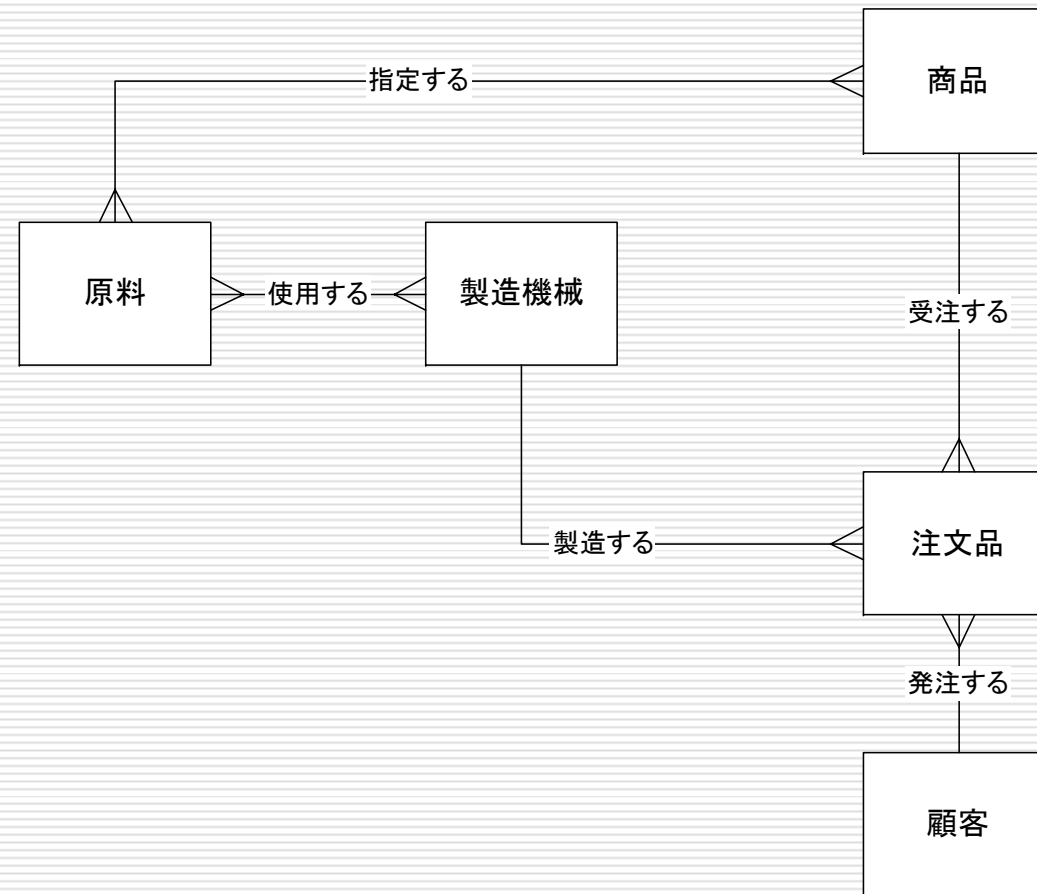 商品
指定する
原料
使用する
製造機械
受注する
製造する
注文品
発注する
顧客